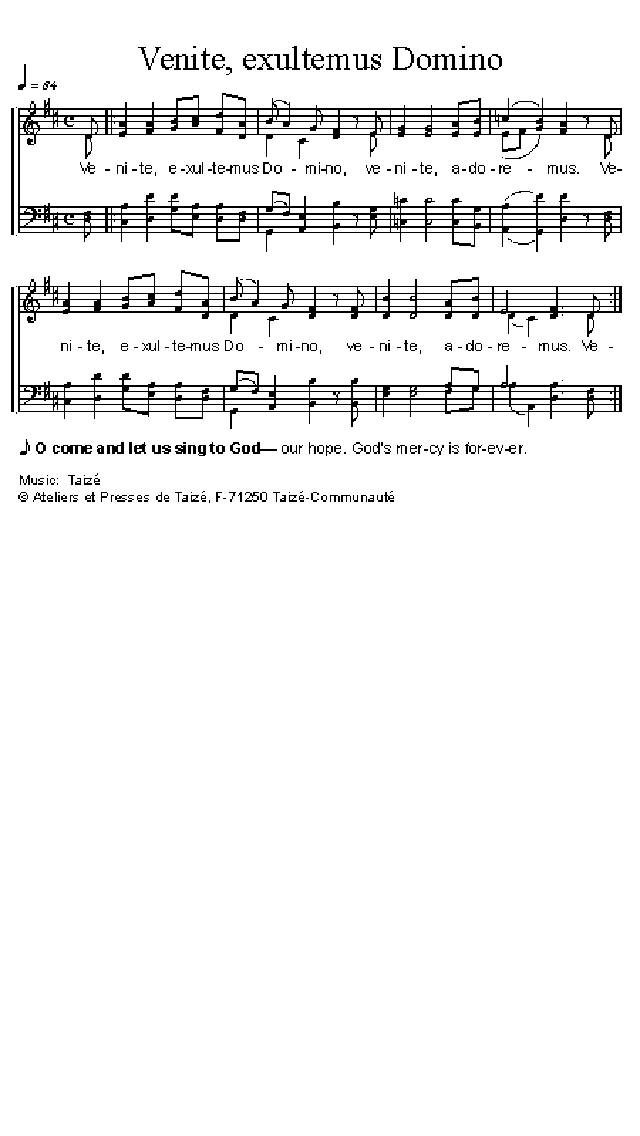 Venite, exultemus Domino
♩ = 84
Ve - ni - te, e - xul - te - mus Do - mi - no, ve - ni - te, a - do - re - mus. Ve -
ni - te, e - xul - te - mus Do - mi - no, ve - ni - te, a - do - re - mus. Ve -
♪ O come and let us sing to God— our hope. God's mer-cy is for-ev-er.
Music: Taizé
© Ateliers et Presses de Taizé, F-71250 Taizé-Communauté